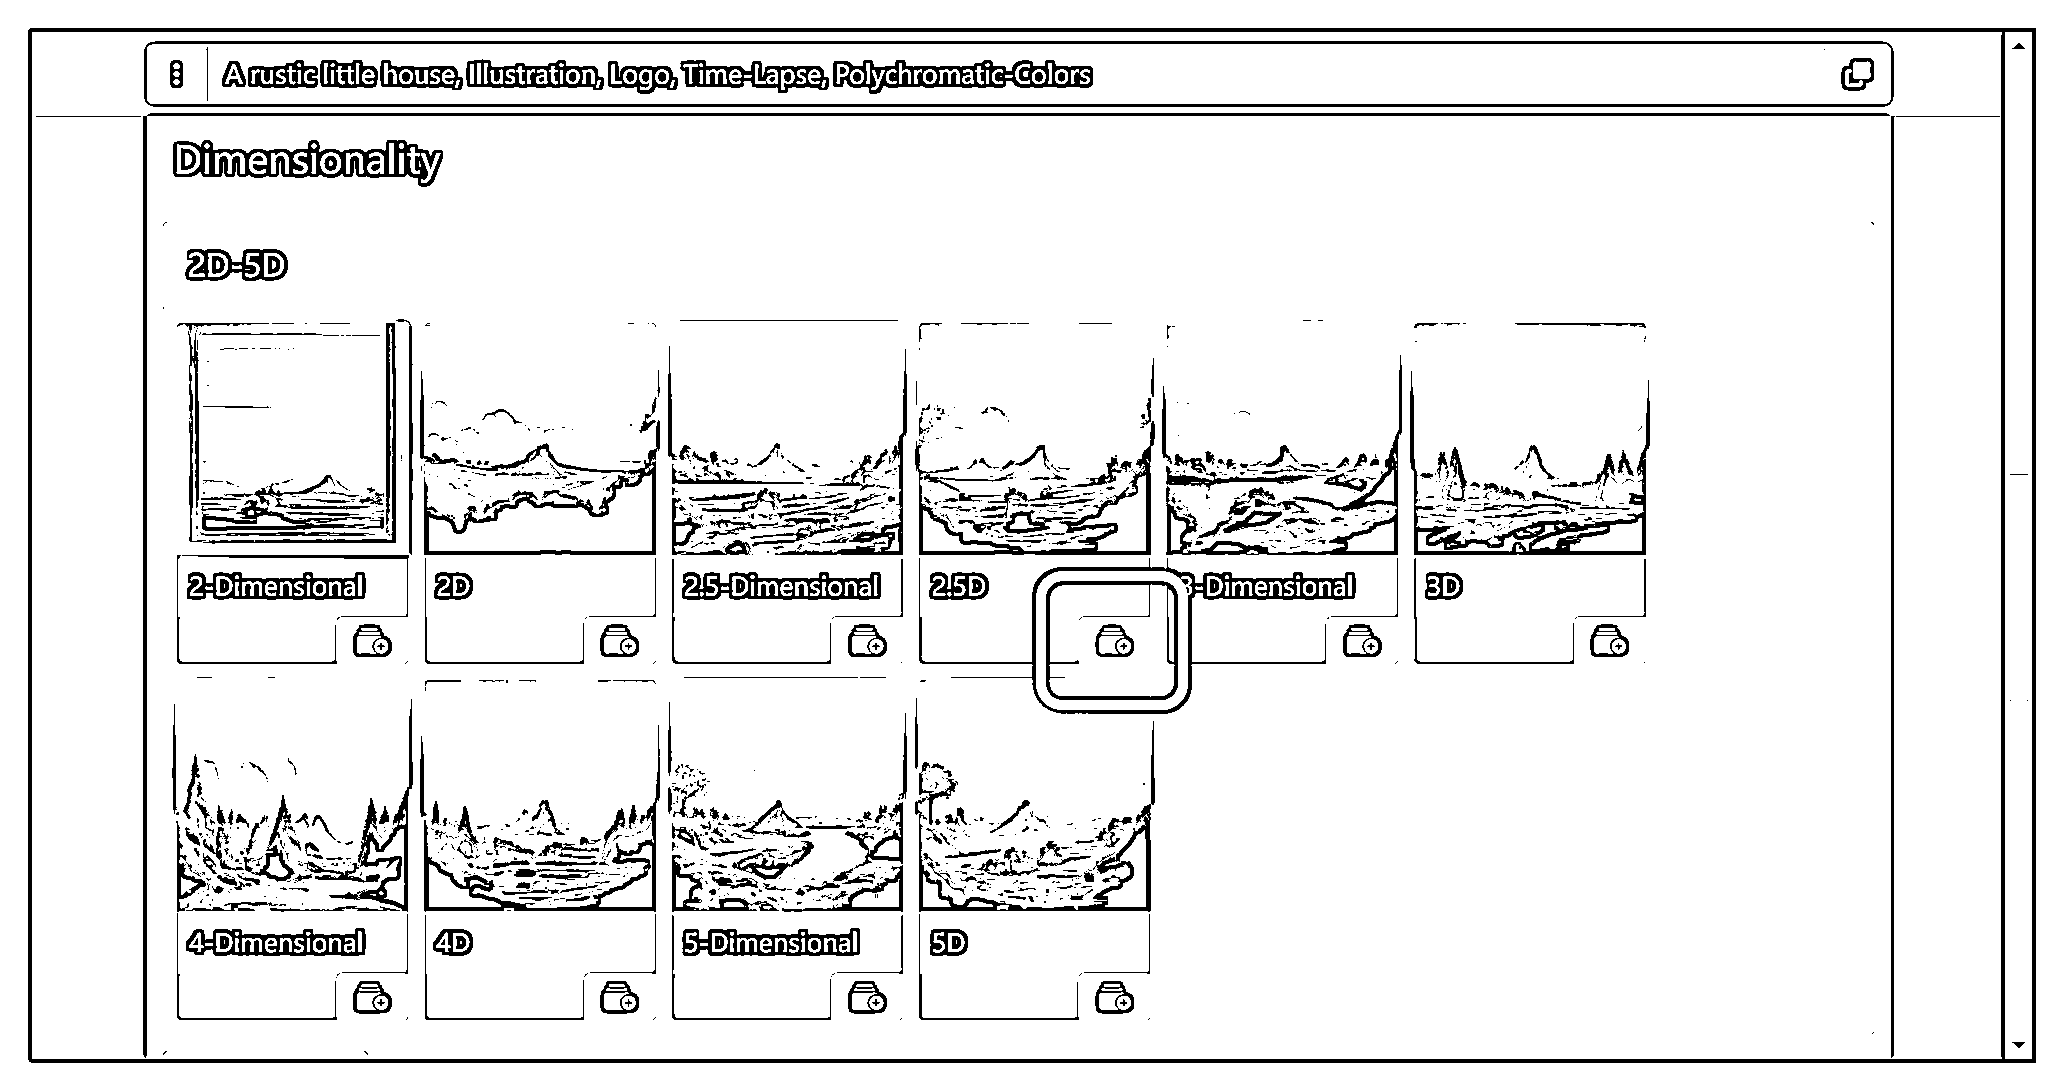 A rustic little house, Illustration, Logo, Time-Lapse, Polychromatic-Colors
Dimensionality
2D-5D
2-Dimensional
2D
2.5-Dimensional
2.5D
3-Dimensional
3D
4-Dimensional
4D
5-Dimensional
5D